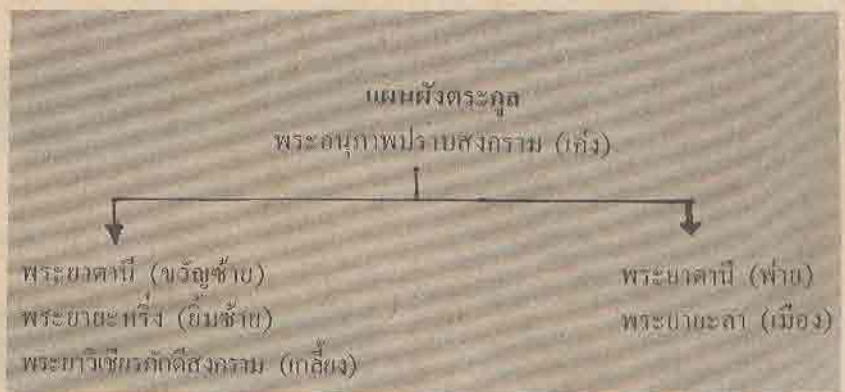 แผนผังตระกูล
พระอนุภาพปราบสงคราม (เค่ง)
พระยาตานี (ขวัญซ้าย)
พระยายะหริ่ง (ยิ้มซ้าย)
พระยาวิเชียรภักดีสงคราม (เกลี้ยง)
พระยาตานี (พ่าย)
พระยายะลา (เมือง)